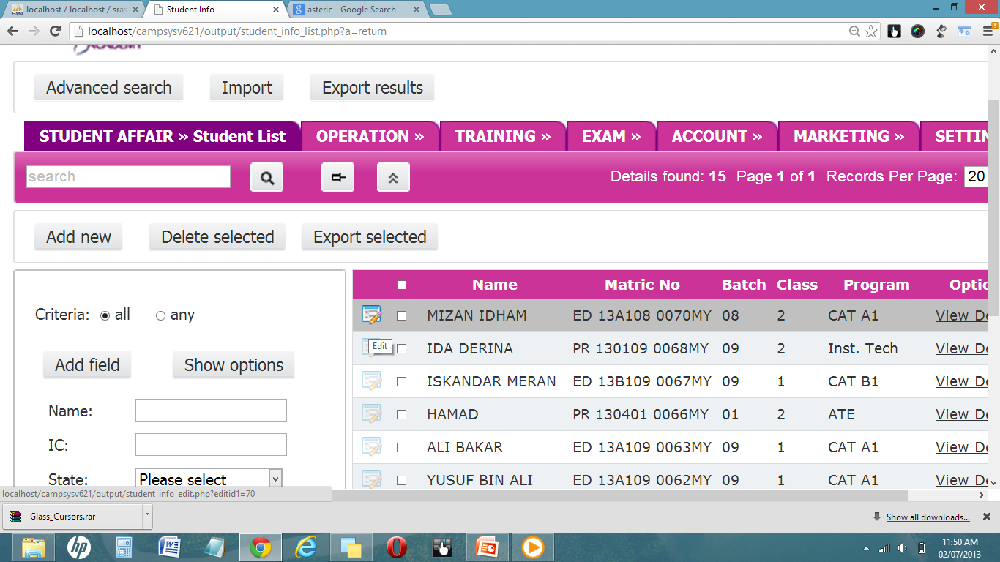 localhost / localhost / sras
Student Info
asteric - Google Search
localhost/campsysv621/output/student_info_list.php?a=return
ACADEMY
Advanced search Import Export results
STUDENT AFFAIR » Student List OPERATION » TRAINING » EXAM » ACCOUNT » MARKETING » SETTIN
search Details found: 15 Page 1 of 1 Records Per Page: 20
Add new Delete selected Export selected
Name Matric No Batch Class Program Optio
Criteria: all any
MIZAN IDHAM ED 13A108 0070MY 08 2 CAT A1 View De
Edit
IDA DERINA PR 130109 0068MY 09 2 Inst. Tech View De
Add field Show options
ISKANDAR MERAN ED 13B109 0067MY 09 1 CAT B1 View De
Name:
HAMAD PR 130401 0066MY 01 2 ATE View De
IC:
ALI BAKAR ED 13A109 0063MY 09 1 CAT A1 View De
State: Please select
YUSUF BIN ALI ED 13A109 0062MY 09 1 CAT A1 View De
localhost/campsysv621/output/student_info_edit.php?editid1=70
Glass_Cursors.rar Show all downloads...
11:50 AM
02/07/2013